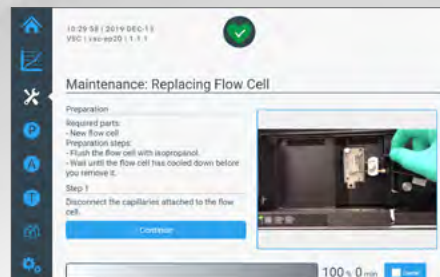 10:29:58 | 2019-DEC-13
Maintenance: Replacing Flow Cell
Preparation
Required parts:
- New flow cell
Preparation steps:
- Flush the flow cell with isopropanol.
- Wait until the flow cell has cooled down before
you remove it.
Step 1
Disconnect the capillaries attached to the flow
cell.
Continue
P
A
T
100 % 0 min